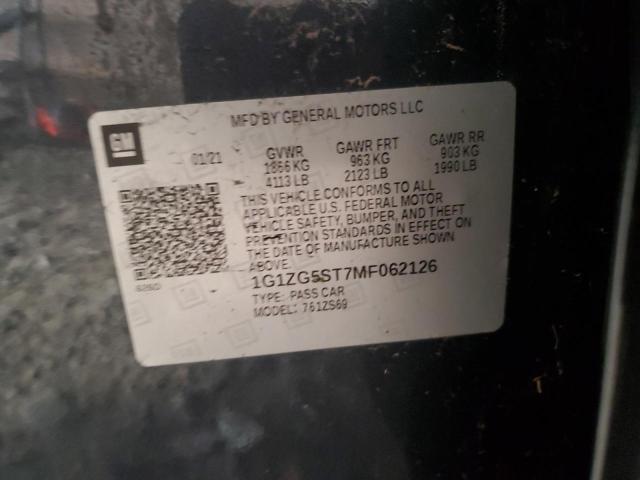 MFD BY GENERAL MOTORS LLC
GM
01/21
GVWR GAWR FRT GAWR RR
1866 KG 963 KG 903 KG
4113 LB 2123 LB 1990 LB
THIS VEHICLE CONFORMS TO ALL
APPLICABLE U.S. FEDERAL MOTOR
VEHICLE SAFETY, BUMPER, AND THEFT
PREVENTION STANDARDS IN EFFECT ON
THE DATE OF MANUFACTURE SHOWN
ABOVE.
1G1ZG5ST7MF062126
TYPE: PASS CAR
MODEL: 761ZS69